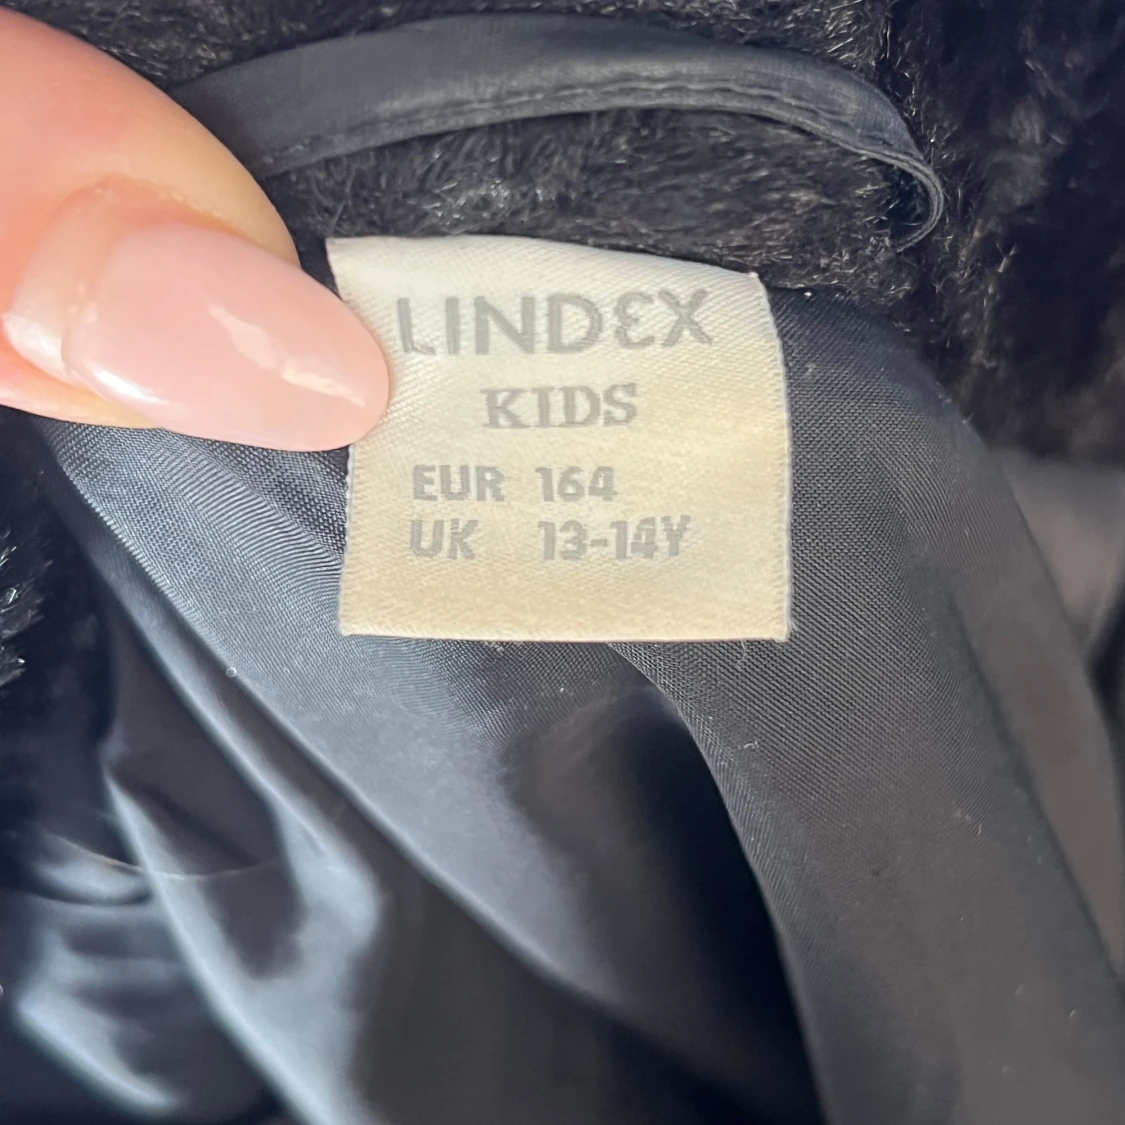 LINDEX
KIDS
EUR 164
UK 13-14Y